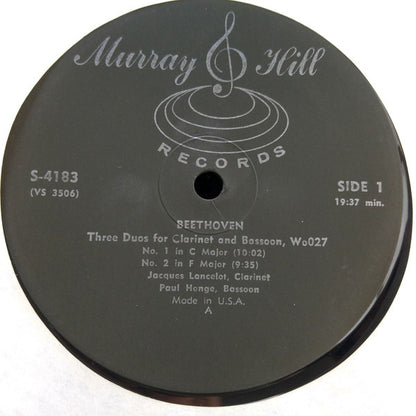 Murray Hill
RECORDS
S-4183
(VS 3506)
SIDE 1
19:37 min.
BEETHOVEN
Three Duos for Clarinet and Bassoon, WoO27
No. 1 in C Major (10:02)
No. 2 in F Major (9:35)
Jacques Lancelot, Clarinet
Paul Honge, Bassoon
Made in U.S.A.
A